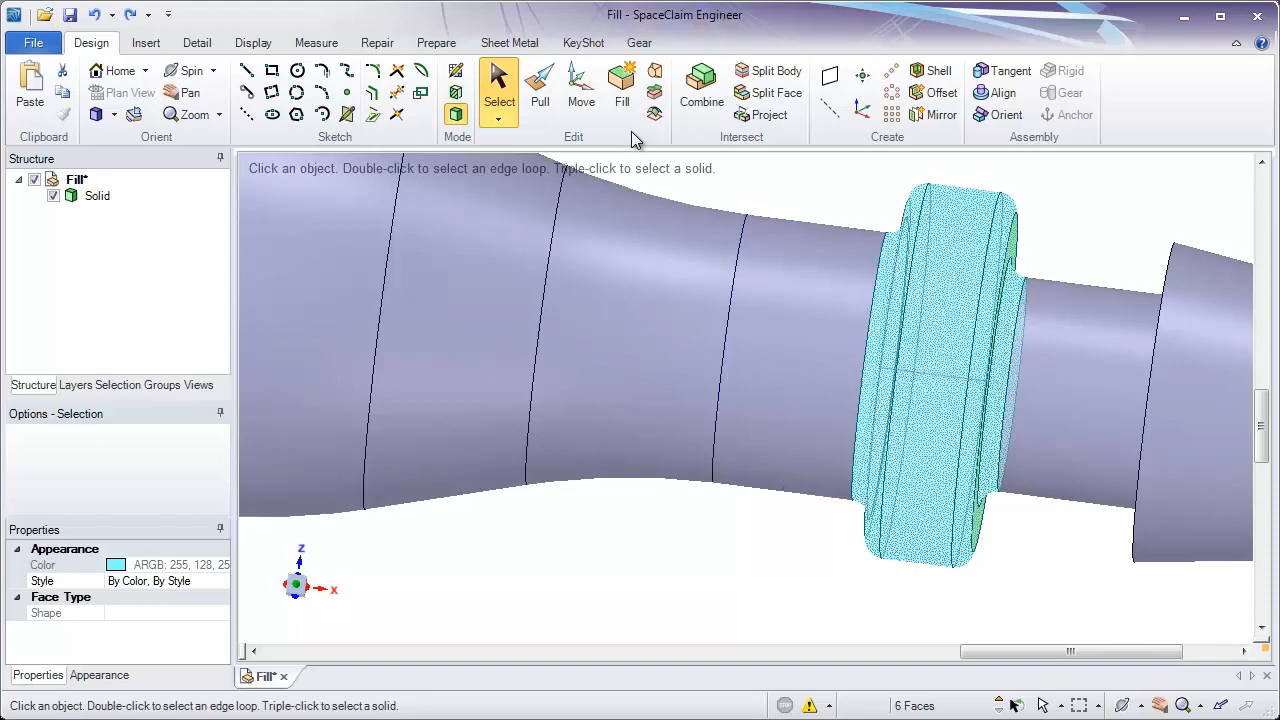 Fill - SpaceClaim Engineer
File Design Insert Detail Display Measure Repair Prepare Sheet Metal KeyShot Gear
Paste
Home Spin
Plan View Pan
Zoom
Select Pull Move Fill
Combine
Split Body
Split Face
Project
Shell
Offset
Mirror
Tangent Rigid
Align Gear
Orient Anchor
Clipboard Orient Sketch Mode Edit Intersect Create Assembly
Structure
Fill*
Solid
Structure Layers Selection Groups Views
Options - Selection
Properties
Appearance
Color ARGB: 255, 128, 25
Style By Color, By Style
Face Type
Shape
Properties Appearance
Click an object. Double-click to select an edge loop. Triple-click to select a solid.
Z
X
Fill*
Click an object. Double-click to select an edge loop. Triple-click to select a solid.
6 Faces